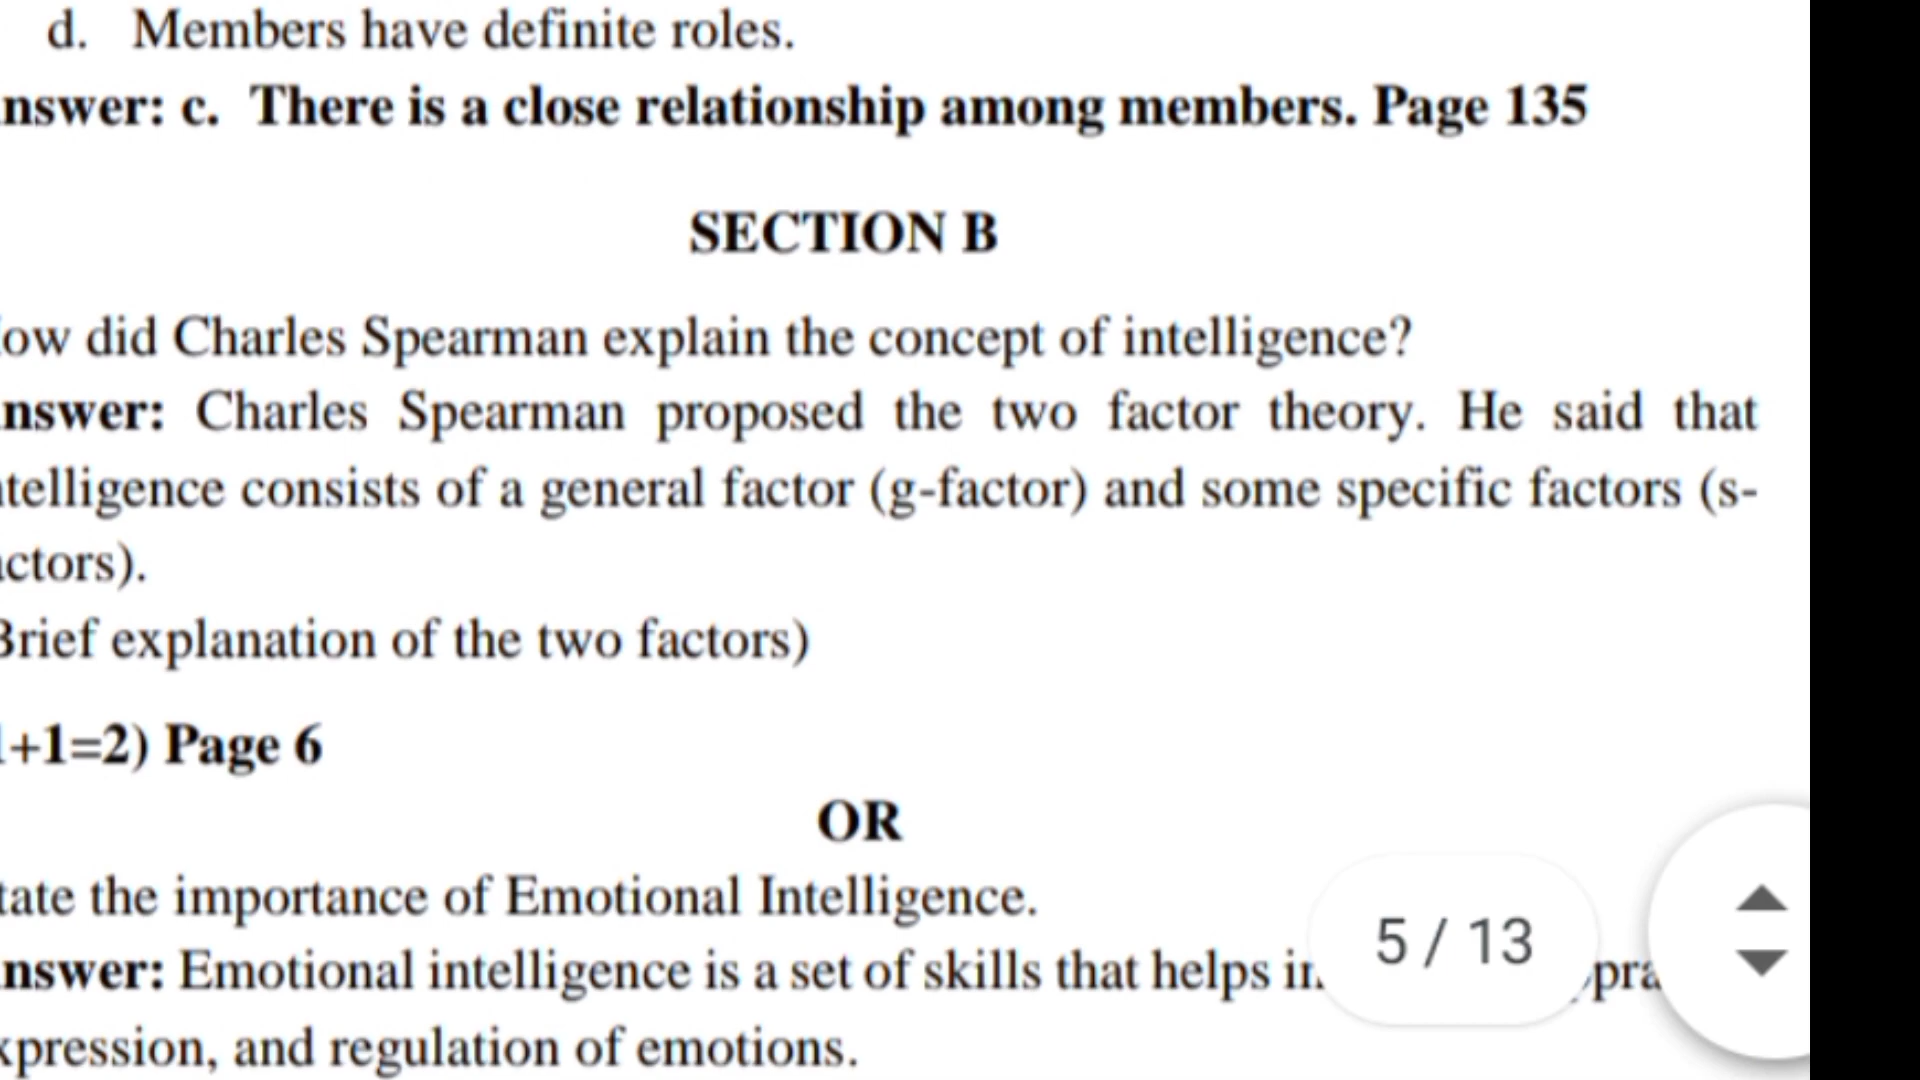 d. Members have definite roles.
nswer: c. There is a close relationship among members. Page 135
SECTION B
ow did Charles Spearman explain the concept of intelligence?
nswer: Charles Spearman proposed the two factor theory. He said that
telligence consists of a general factor (g-factor) and some specific factors (s-
ctors).
Brief explanation of the two factors)
+1=2) Page 6
OR
tate the importance of Emotional Intelligence.
nswer: Emotional intelligence is a set of skills that helps in pra
xpression, and regulation of emotions.
5 / 13